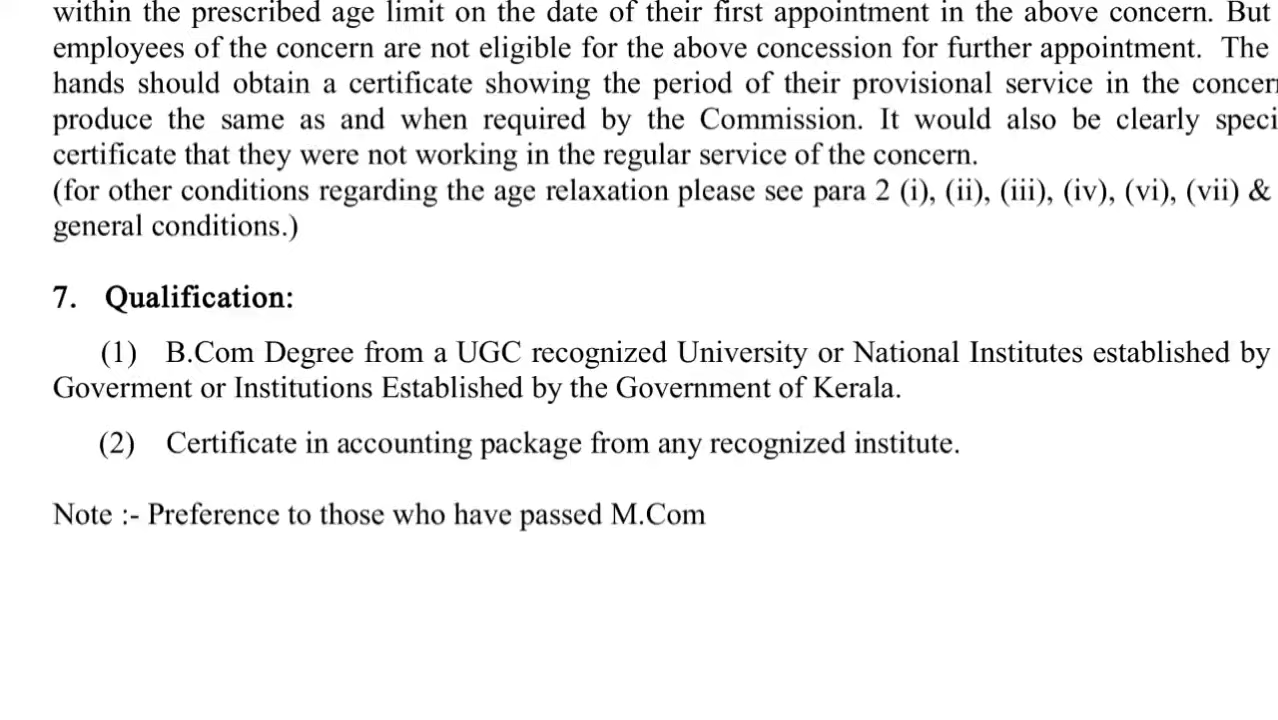 within the prescribed age limit on the date of their first appointment in the above concern. But
employees of the concern are not eligible for the above concession for further appointment. The
hands should obtain a certificate showing the period of their provisional service in the concer
produce the same as and when required by the Commission. It would also be clearly speci
certificate that they were not working in the regular service of the concern.
(for other conditions regarding the age relaxation please see para 2 (i), (ii), (iii), (iv), (vi), (vii) &
general conditions.)
7. Qualification:
(1) B.Com Degree from a UGC recognized University or National Institutes established by
Goverment or Institutions Established by the Government of Kerala.
(2) Certificate in accounting package from any recognized institute.
Note :- Preference to those who have passed M.Com